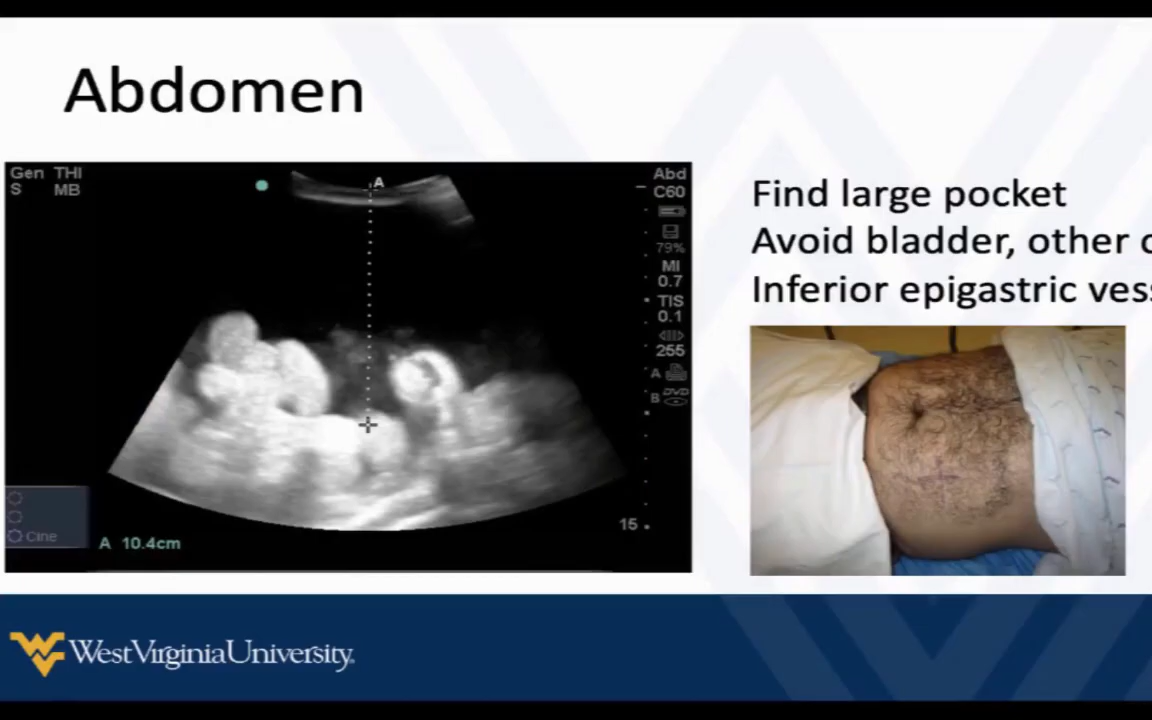 Abdomen
Gen THI
S MB
A
Abd
C60
79%
MI
0.7
TIS
0.1
255
A
B DVD
15
Cine
A 10.4cm
Find large pocket
Avoid bladder, other
Inferior epigastric
West Virginia University.